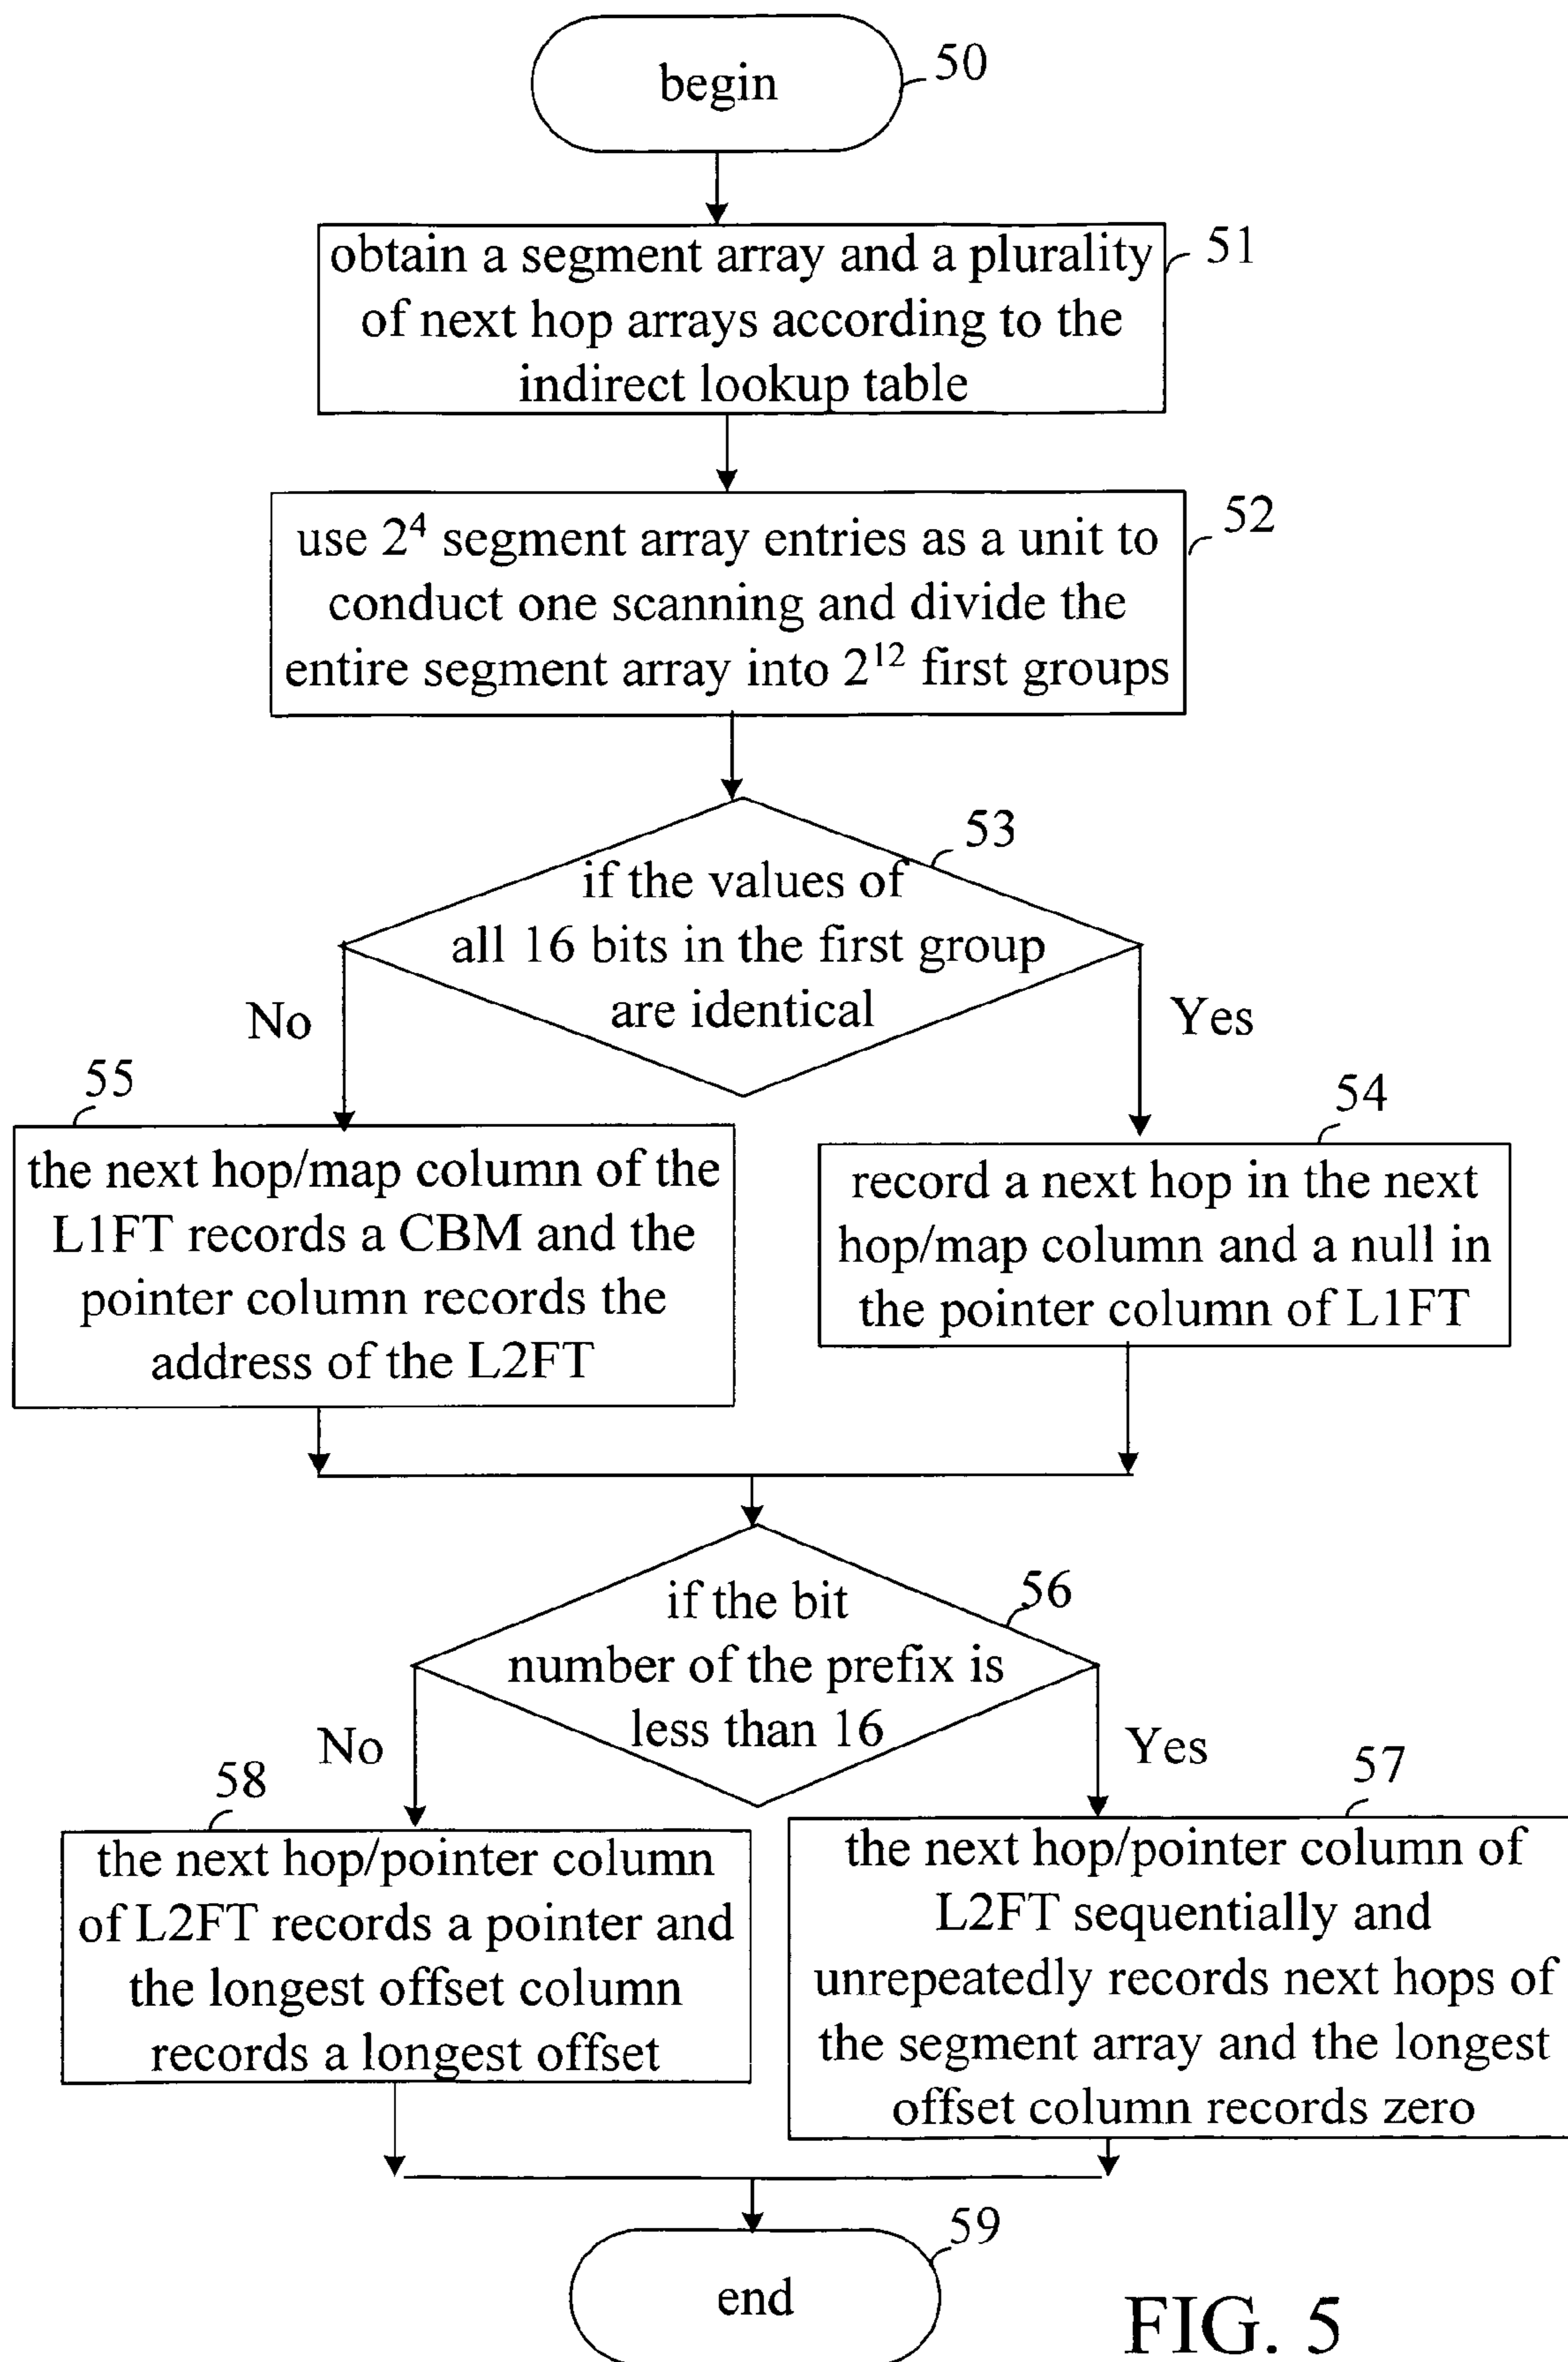 begin
50
obtain a segment array and a plurality
of next hop arrays according to the
indirect lookup table
51
use 2⁴ segment array entries as a unit to
conduct one scanning and divide the
entire segment array into 2¹² first groups
52
if the values of
all 16 bits in the first group
are identical
53
No
Yes
55
the next hop/map column of the
L1FT records a CBM and the
pointer column records the
address of the L2FT
54
record a next hop in the next
hop/map column and a null in
the pointer column of L1FT
if the bit
number of the prefix is
less than 16
56
No
Yes
58
the next hop/pointer column
of L2FT records a pointer and
the longest offset column
records a longest offset
57
the next hop/pointer column of
L2FT sequentially and
unrepeatedly records next hops of
the segment array and the longest
offset column records zero
59
end
FIG. 5